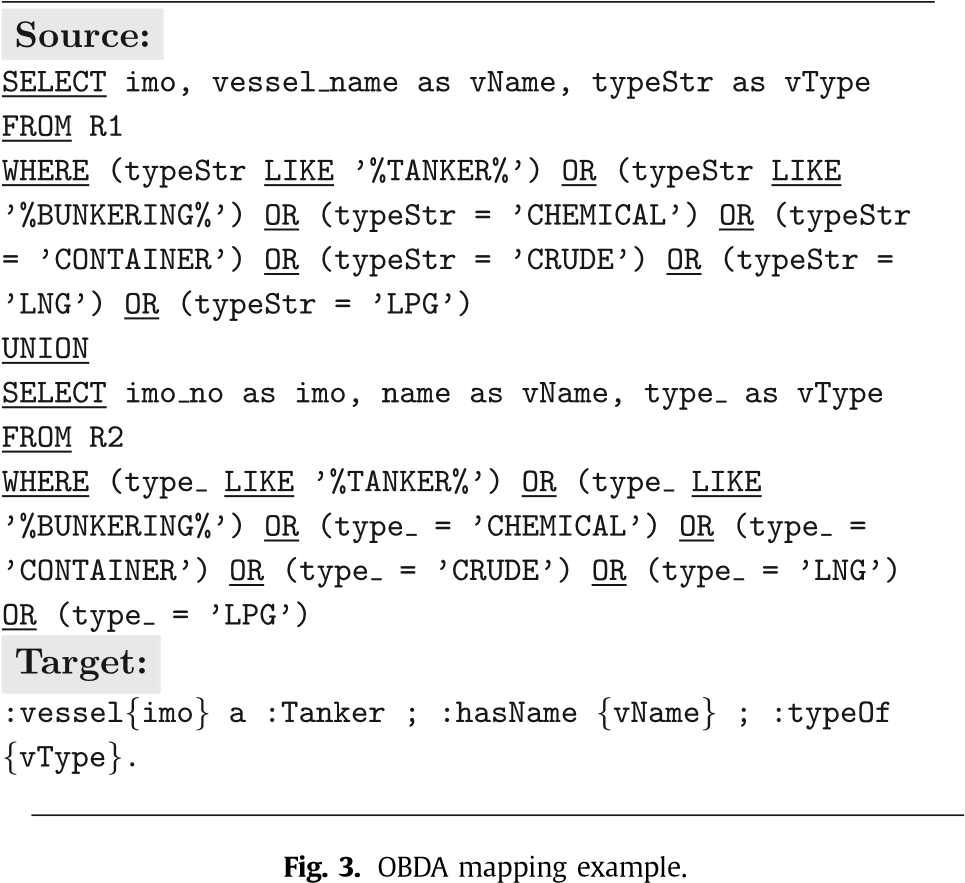 Source:
SELECT imo, vessel_name as vName, typeStr as vType
FROM R1
WHERE (typeStr LIKE ’%TANKER%’) OR (typeStr LIKE
’%BUNKERING%’) OR (typeStr = ’CHEMICAL’) OR (typeStr
= ’CONTAINER’) OR (typeStr = ’CRUDE’) OR (typeStr =
’LNG’) OR (typeStr = ’LPG’)
UNION
SELECT imo_no as imo, name as vName, type_ as vType
FROM R2
WHERE (type_ LIKE ’%TANKER%’) OR (type_ LIKE
’%BUNKERING%’) OR (type_ = ’CHEMICAL’) OR (type_ =
’CONTAINER’) OR (type_ = ’CRUDE’) OR (type_ = ’LNG’)
OR (type_ = ’LPG’)
Target:
:vessel{imo} a :Tanker ; :hasName {vName} ; :typeOf
{vType}.
Fig. 3. OBDA mapping example.